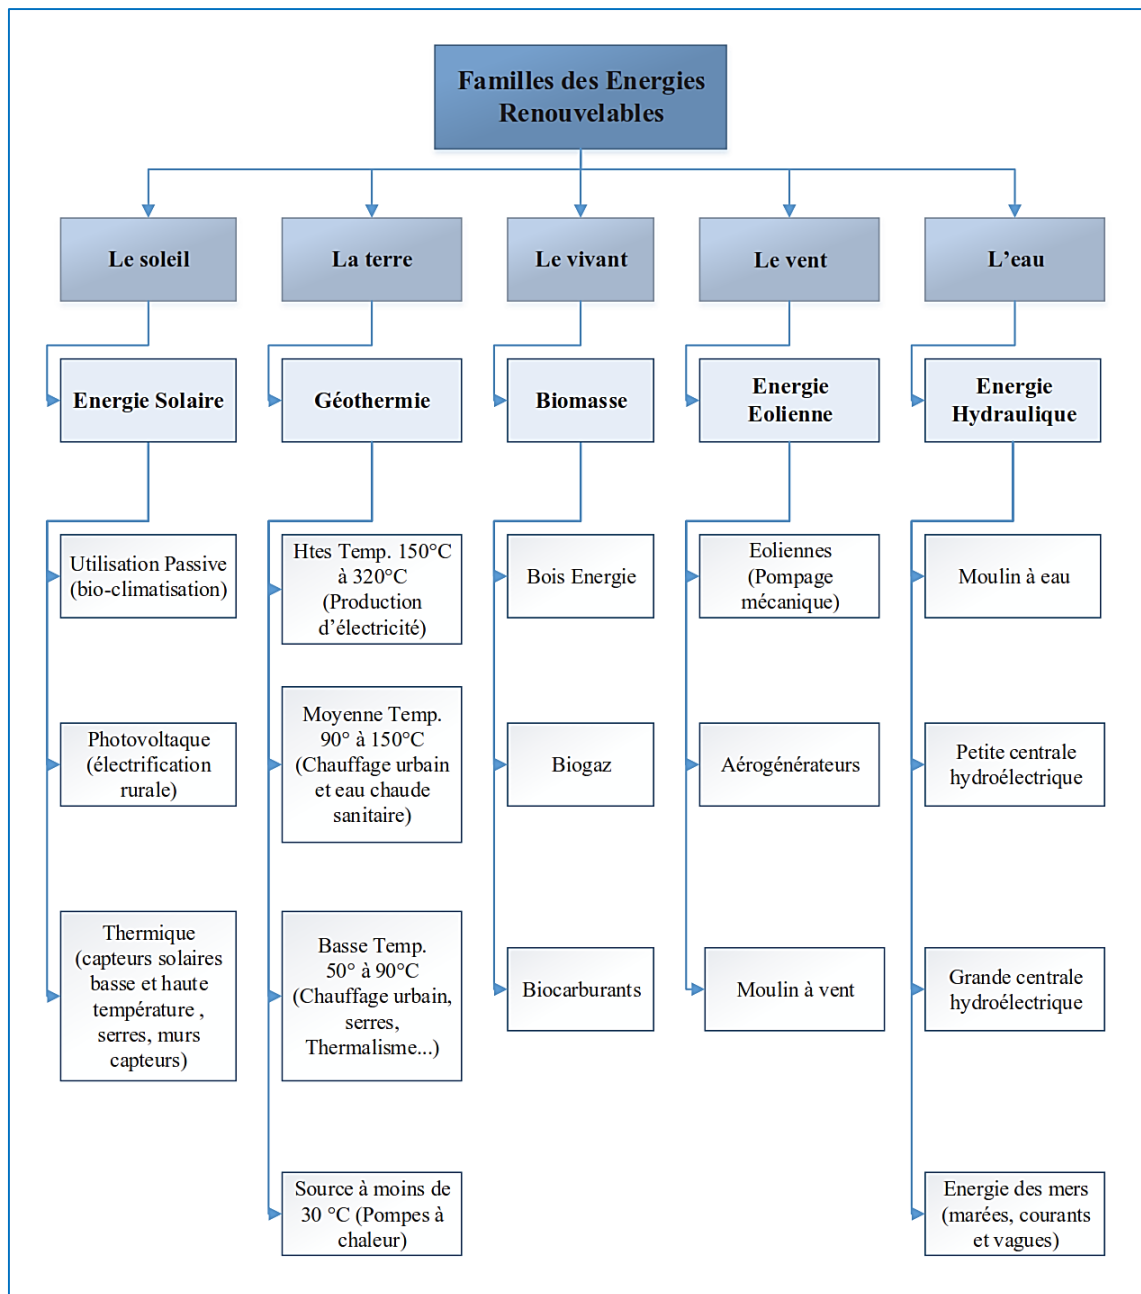 Familles des Energies
Renouvelables
Le soleil
La terre
Le vivant
Le vent
L’eau
Energie Solaire
Géothermie
Biomasse
Energie
Eolienne
Energie
Hydraulique
Utilisation Passive
(bio-climatisation)
Photovoltaque
(électrification
rurale)
Thermique
(capteurs solaires
basse et haute
température ,
serres, murs
capteurs)
Htes Temp. 150°C
à 320°C
(Production
d’électricité)
Moyenne Temp.
90° à 150°C
(Chauffage urbain
et eau chaude
sanitaire)
Basse Temp.
50° à 90°C
(Chauffage urbain,
serres,
Thermalisme...)
Source à moins de
30 °C (Pompes à
chaleur)
Bois Energie
Biogaz
Biocarburants
Eoliennes
(Pompage
mécanique)
Aérogénérateurs
Moulin à vent
Moulin à eau
Petite centrale
hydroélectrique
Grande centrale
hydroélectrique
Energie des mers
(marées, courants
et vagues)